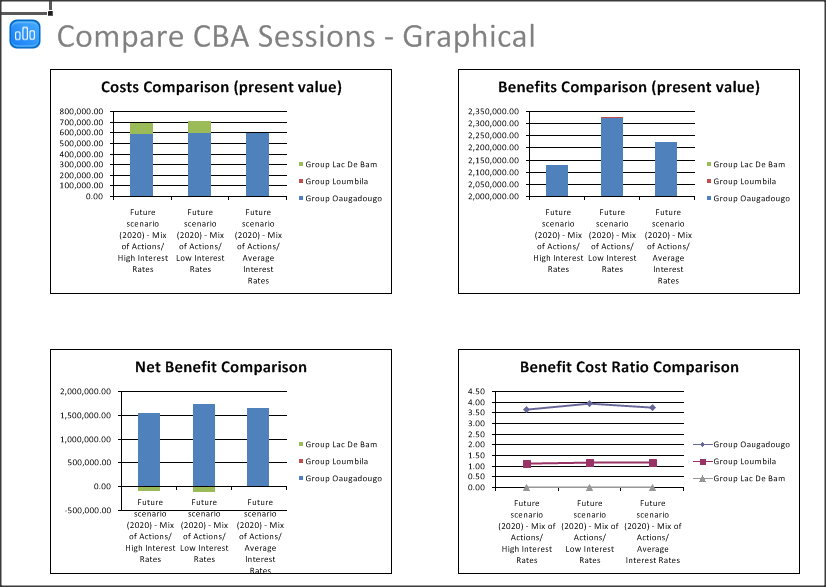 Compare CBA Sessions - Graphical
Costs Comparison (present value)
800,000.00
700,000.00
600,000.00
500,000.00
400,000.00
300,000.00
200,000.00
100,000.00
0.00
Future scenario (2020) - Mix of Actions/ High Interest Rates
Future scenario (2020) - Mix of Actions/ Low Interest Rates
Future scenario (2020) - Mix of Actions/ Average Interest Rates
Group Lac De Bam
Group Loumbila
Group Oaugadougo
Benefits Comparison (present value)
2,350,000.00
2,300,000.00
2,250,000.00
2,200,000.00
2,150,000.00
2,100,000.00
2,050,000.00
2,000,000.00
Future scenario (2020) - Mix of Actions/ High Interest Rates
Future scenario (2020) - Mix of Actions/ Low Interest Rates
Future scenario (2020) - Mix of Actions/ Average Interest Rates
Group Lac De Bam
Group Loumbila
Group Oaugadougo
Net Benefit Comparison
2,000,000.00
1,500,000.00
1,000,000.00
500,000.00
0.00
-500,000.00
Future scenario (2020) - Mix of Actions/ High Interest Rates
Future scenario (2020) - Mix of Actions/ Low Interest Rates
Future scenario (2020) - Mix of Actions/ Average Interest Rates
Group Lac De Bam
Group Loumbila
Group Oaugadougo
Benefit Cost Ratio Comparison
4.50
4.00
3.50
3.00
2.50
2.00
1.50
1.00
0.50
0.00
Future scenario (2020) - Mix of Actions/ High Interest Rates
Future scenario (2020) - Mix of Actions/ Low Interest Rates
Future scenario (2020) - Mix of Actions/ Average Interest Rates
Group Oaugadougo
Group Loumbila
Group Lac De Bam